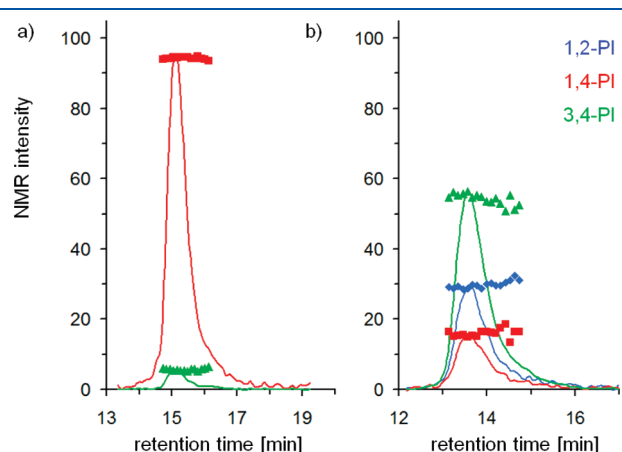 a)
b)
100
80
60
40
20
0
NMR intensity
13 15 17 19
retention time [min]
100
80
60
40
20
0
12 14 16
retention time [min]
1,2-PI
1,4-PI
3,4-PI